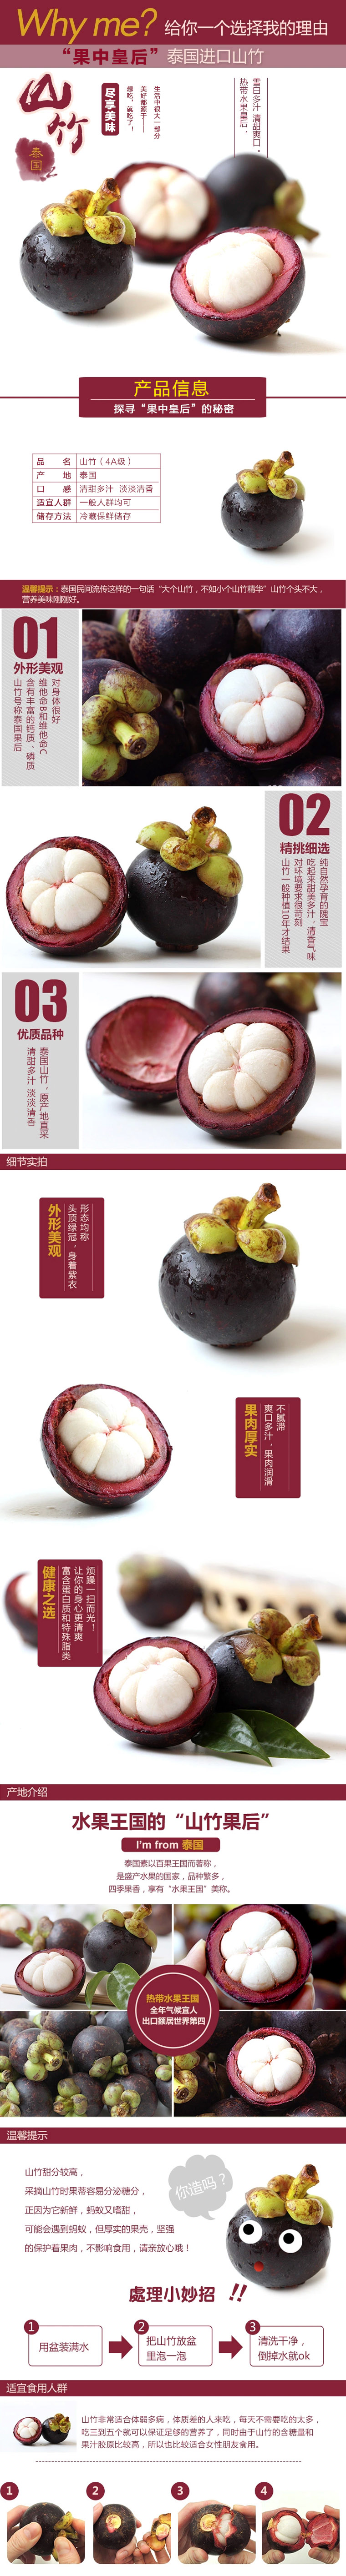 Why me? 给你一个选择我的理由
“果中皇后”泰国进口山竹
山竹
泰国
尽享美味
生活中很大一部分
美好都源于——
想吃，就吃了！
雪白多汁 清甜爽口，
热带水果皇后，
产品信息
探寻“果中皇后”的秘密
品 名 山竹（4A级）
产 地 泰国
口 感 清甜多汁 淡淡清香
适宜人群 一般人群均可
储存方法 冷藏保鲜储存
温馨提示：泰国民间流传这样的一句话“大个山竹，不如小个山竹精华”山竹个头不大，
营养美味刚刚好。
01
外形美观
对身体很好
维他命B和维他命C
含有丰富的钙质、磷质
山竹号称泰国果后
02
精挑细选
纯自然孕育的瑰宝
吃起来甜美多汁，清香气味
对环境要求很苛刻
山竹一般种植10年才结果
03
优质品种
泰国山竹，原产地直采
清甜多汁 淡淡清香
细节实拍
外形美观
形态均称
头顶绿冠，身着紫衣
果肉厚实
不腻滞
爽口多汁，果肉润滑
健康之选
烦躁一扫而光！
让你的身心更清爽
富含蛋白质和特殊脂类
产地介绍
水果王国的“山竹果后”
I'm from 泰国
泰国素以百果王国而著称，
是盛产水果的国家，品种繁多，
四季果香，享有“水果王国”美称。
热带水果王国
全年气候宜人
出口额居世界第四
温馨提示
山竹甜分较高，
采摘山竹时果蒂容易分泌糖分，
正因为它新鲜，蚂蚁又嗜甜，
可能会遇到蚂蚁，但厚实的果壳，坚强
的保护着果肉，不影响食用，请亲放心哦！
你造吗？
處理小妙招 !!
1 用盆装满水
2 把山竹放盆
里泡一泡
3 清洗干净，
倒掉水就ok
适宜食用人群
山竹非常适合体弱多病，体质差的人来吃，每天不需要吃的太多，
吃三到五个就可以保证足够的营养了，同时由于山竹的含糖量和
果汁胶原比较高，所以也比较适合女性朋友食用。
1 2 3 4